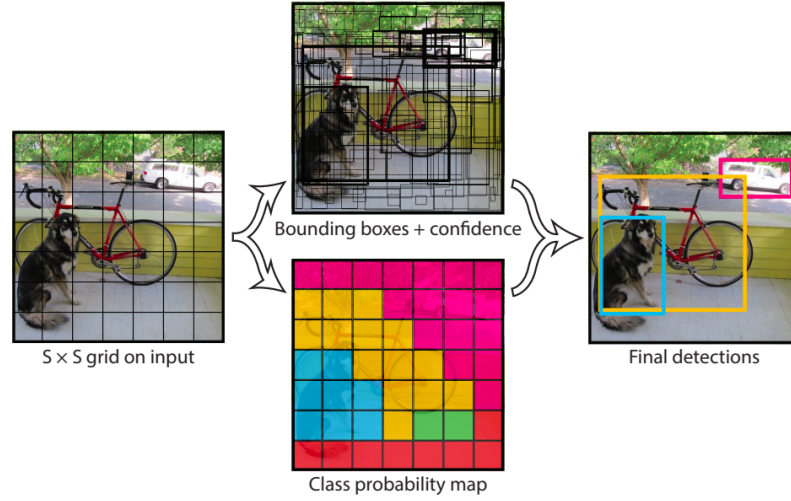 Bounding boxes + confidence
S × S grid on input
Final detections
Class probability map